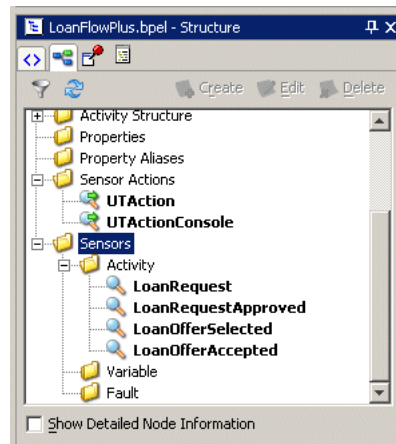 LoanFlowPlus.bpel - Structure
Create Edit Delete
Activity Structure
Properties
Property Aliases
Sensor Actions
UTAction
UTActionConsole
Sensors
Activity
LoanRequest
LoanRequestApproved
LoanOfferSelected
LoanOfferAccepted
Variable
Fault
Show Detailed Node Information